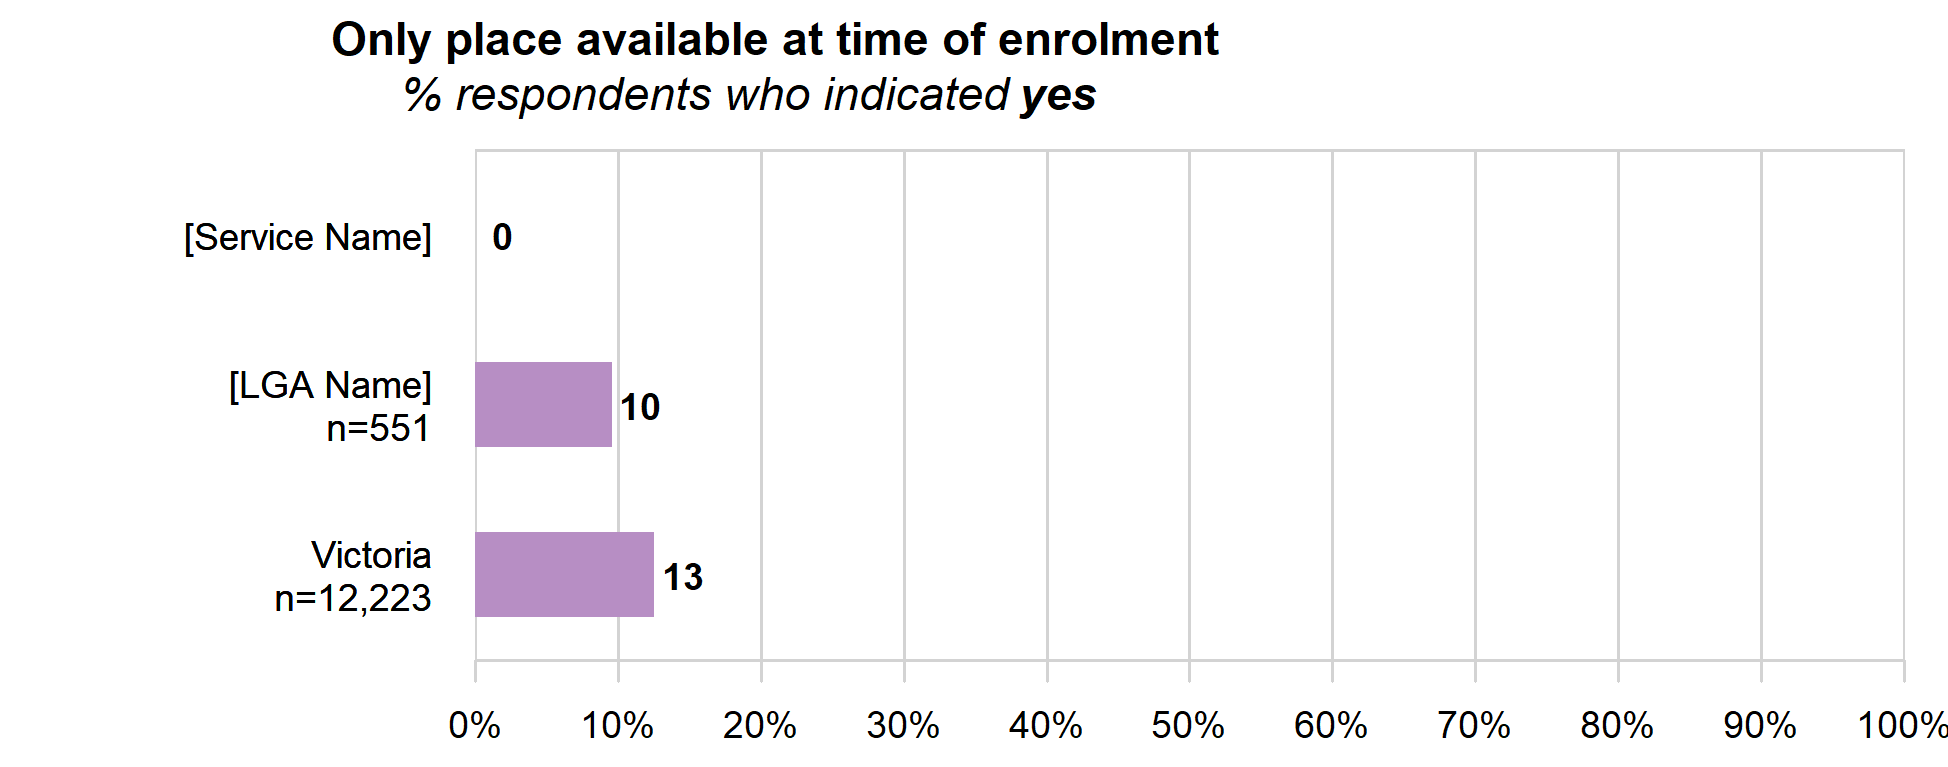 Only place available at time of enrolment
% respondents who indicated yes
[Service Name]
0
[LGA Name]
n=551
10
Victoria
n=12,223
13
0% 10% 20% 30% 40% 50% 60% 70% 80% 90% 100%